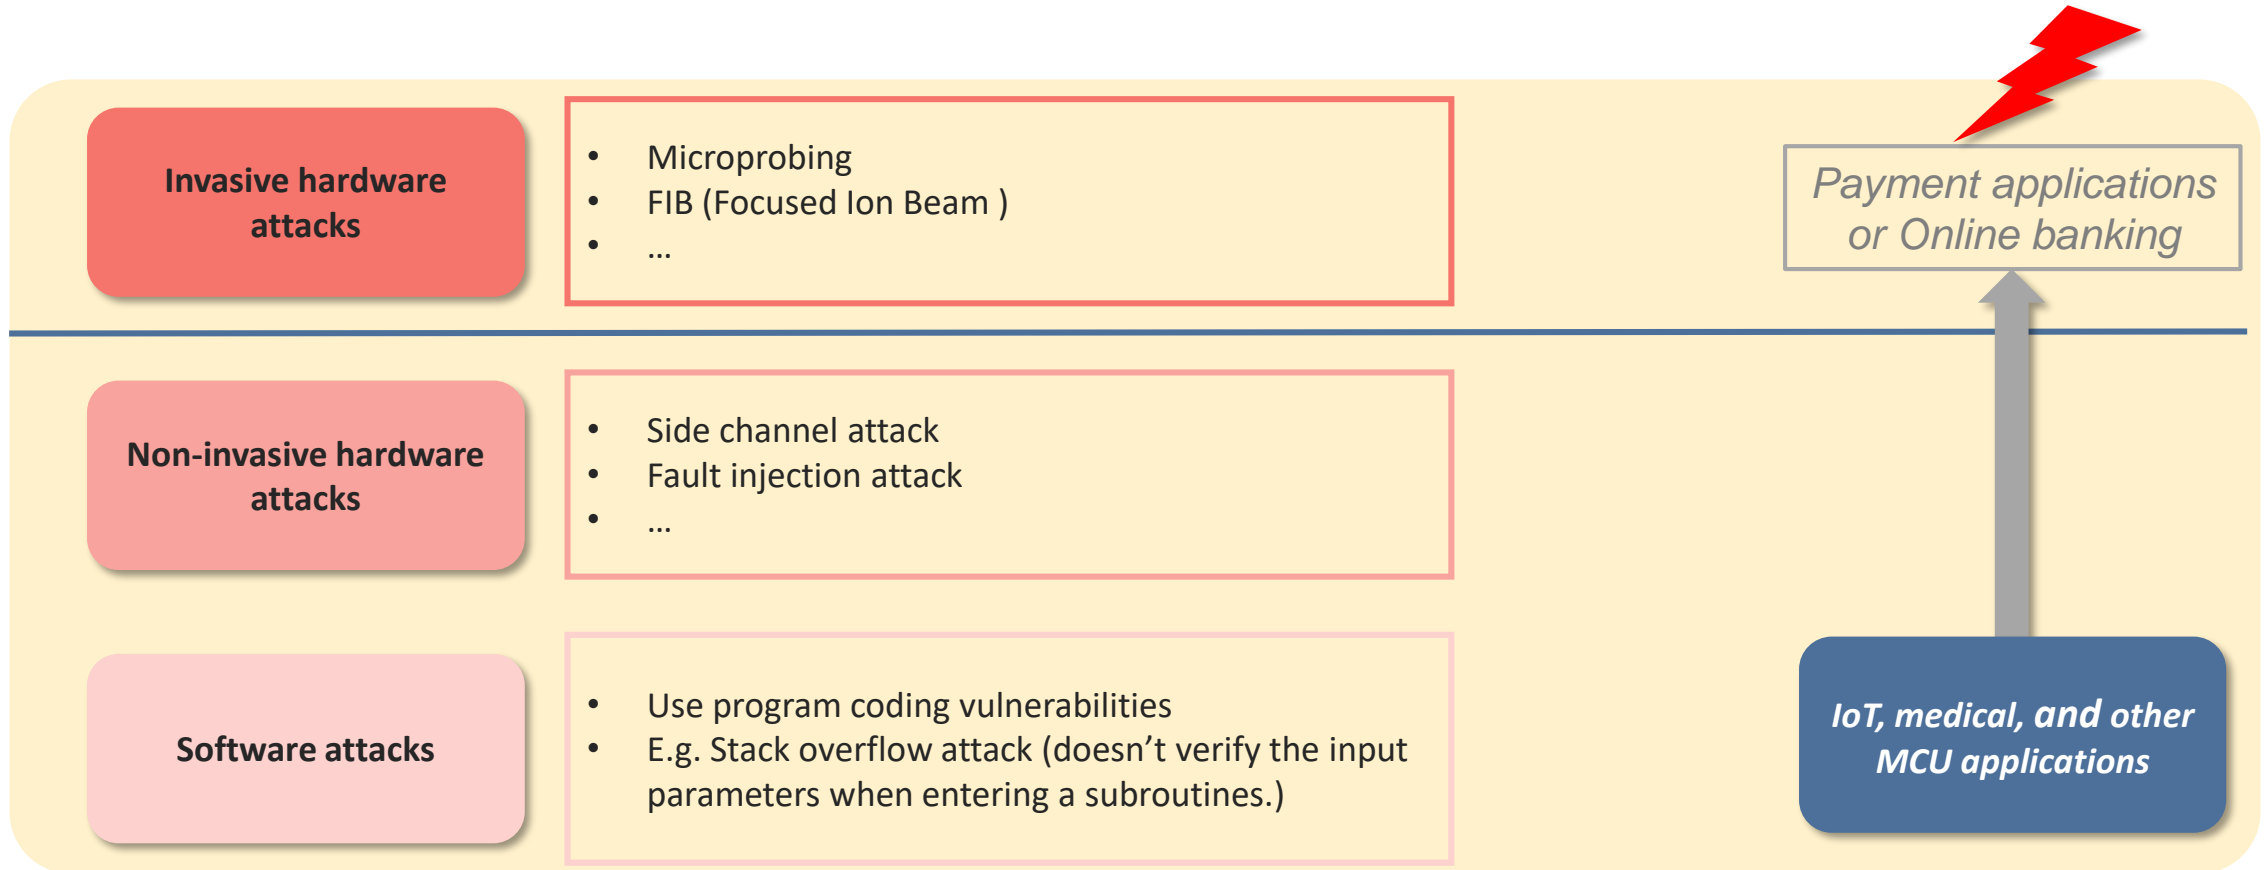 Invasive hardware
attacks
• Microprobing
• FIB (Focused Ion Beam )
• ...
Payment applications
or Online banking
Non-invasive hardware
attacks
• Side channel attack
• Fault injection attack
• ...
Software attacks
• Use program coding vulnerabilities
• E.g. Stack overflow attack (doesn’t verify the input
parameters when entering a subroutines.)
IoT, medical, and other
MCU applications